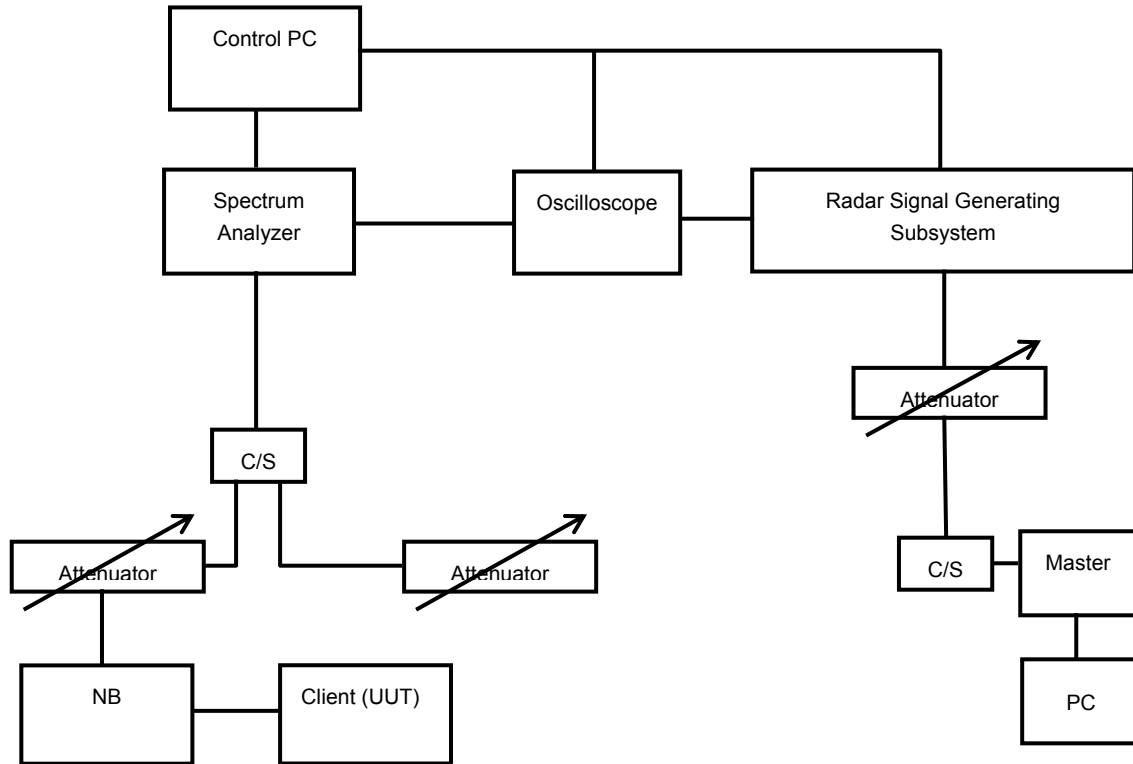 Control PC
Spectrum
Analyzer
Oscilloscope
Radar Signal Generating
Subsystem
Attenuator
C/S
Attenuator
Attenuator
C/S
Master
NB
Client (UUT)
PC